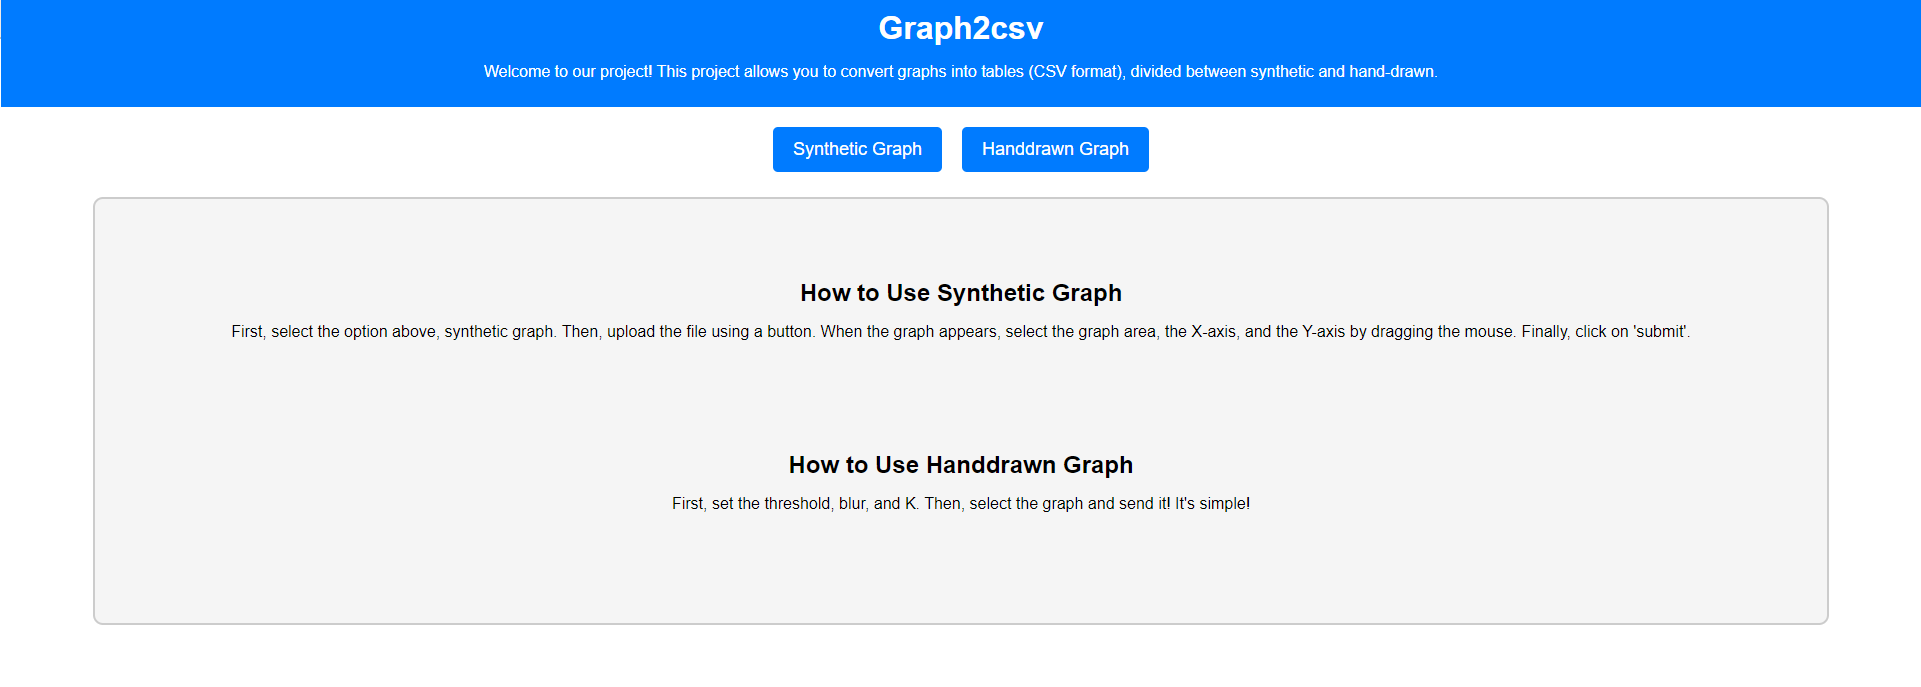 Graph2csv
Welcome to our project! This project allows you to convert graphs into tables (CSV format), divided between synthetic and hand-drawn.
Synthetic Graph
Handdrawn Graph
How to Use Synthetic Graph
First, select the option above, synthetic graph. Then, upload the file using a button. When the graph appears, select the graph area, the X-axis, and the Y-axis by dragging the mouse. Finally, click on 'submit'.
How to Use Handdrawn Graph
First, set the threshold, blur, and K. Then, select the graph and send it! It's simple!